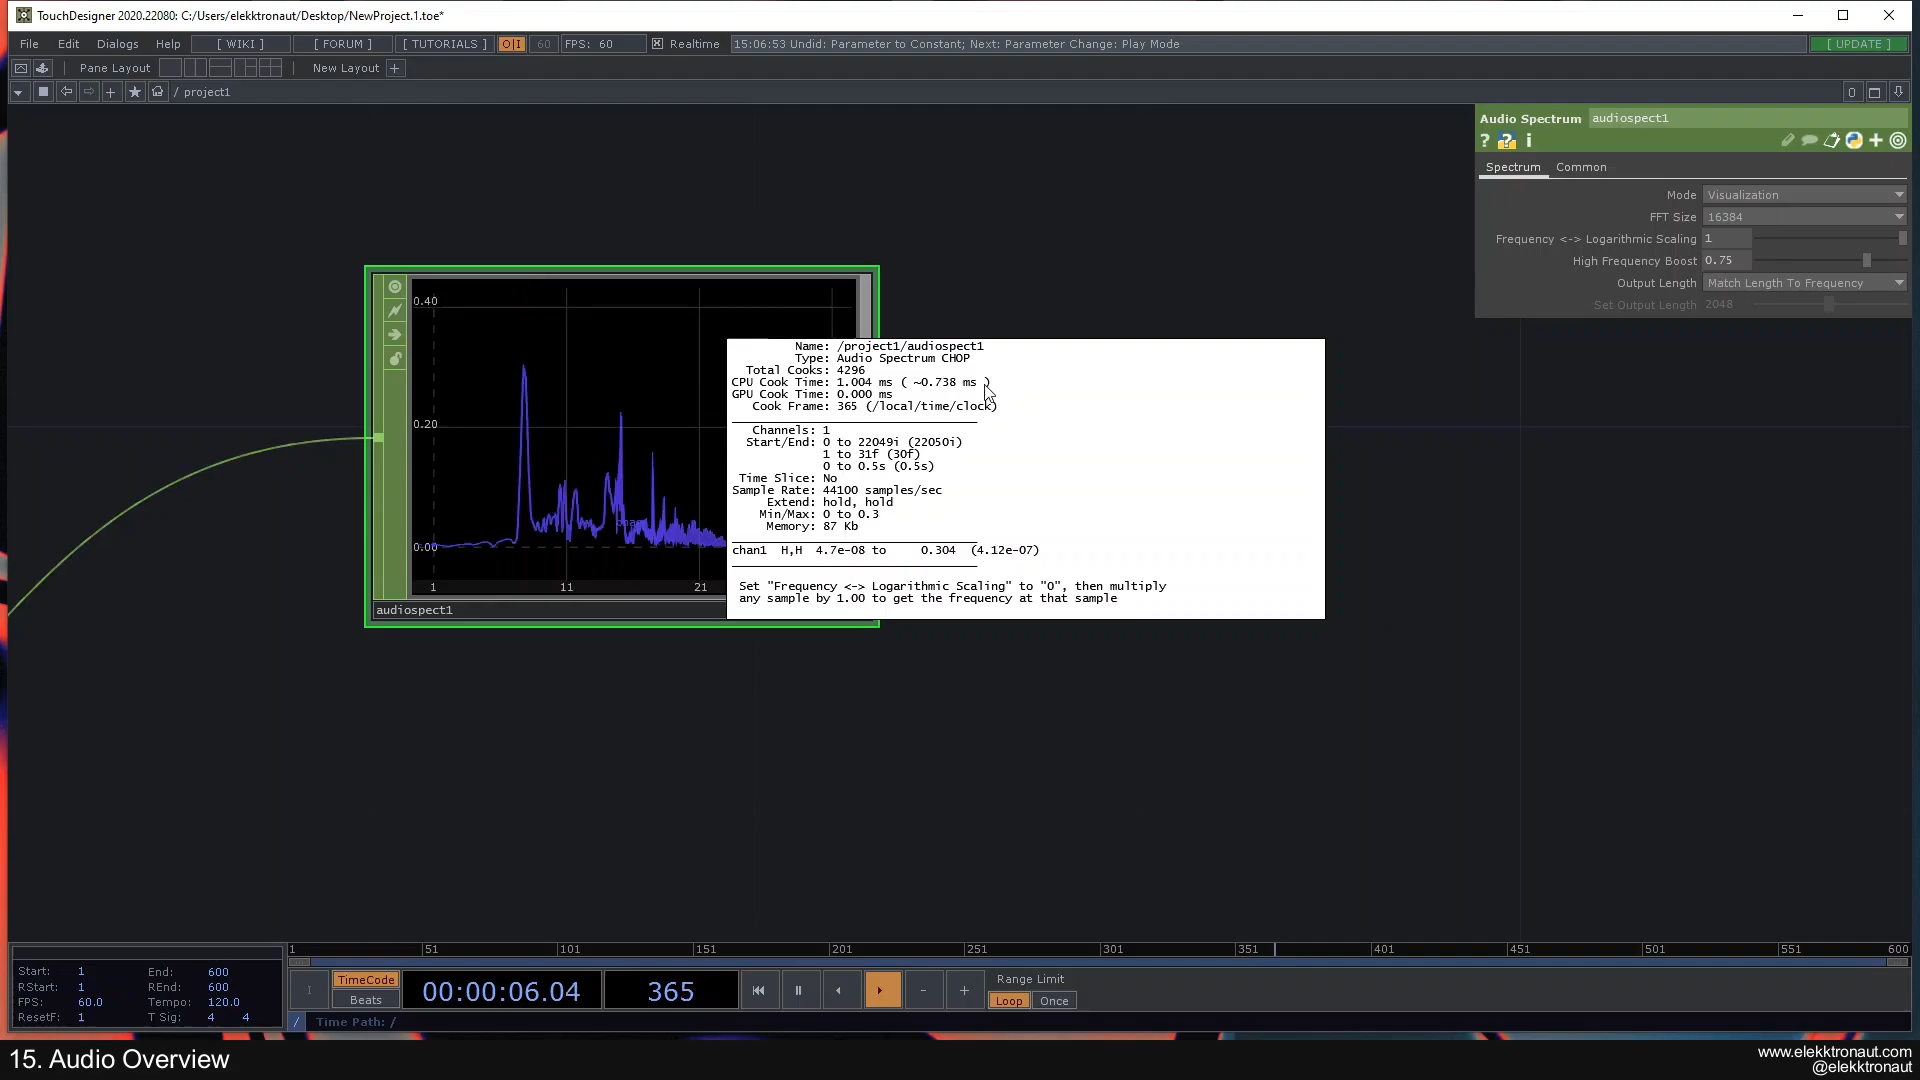 TouchDesigner 2020.22080: C:/Users/elekktronaut/Desktop/NewProject.1.toe*
File Edit Dialogs Help [ WIKI ] [ FORUM ] [ TUTORIALS ] O|I 60 FPS: 60 Realtime 15:06:53 Undid: Parameter to Constant; Next: Parameter Change: Play Mode [ UPDATE ]
Pane Layout New Layout +
/ project1
0
Audio Spectrum audiospect1
Spectrum Common
Mode Visualization
FFT Size 16384
Frequency <-> Logarithmic Scaling 1
High Frequency Boost 0.75
Output Length Match Length To Frequency
Set Output Length 2048
0.40
0.20
0.00
1 11 21
audiospect1
Name: /project1/audiospect1
Type: Audio Spectrum CHOP
Total Cooks: 4296
CPU Cook Time: 1.004 ms ( ~0.738 ms )
GPU Cook Time: 0.000 ms
Cook Frame: 365 (/local/time/clock)
Channels: 1
Start/End: 0 to 22049i (22050i)
1 to 31f (30f)
0 to 0.5s (0.5s)
Time Slice: No
Sample Rate: 44100 samples/sec
Extend: hold, hold
Min/Max: 0 to 0.3
Memory: 87 Kb
chan1 H,H 4.7e-08 to 0.304 (4.12e-07)
Set "Frequency <-> Logarithmic Scaling" to "0", then multiply
any sample by 1.00 to get the frequency at that sample
1 51 101 151 201 251 301 351 401 451 501 551 600
Start: 1 End: 600
RStart: 1 REnd: 600
FPS: 60.0 Tempo: 120.0
ResetF: 1 T Sig: 4 4
TimeCode
Beats
00:00:06.04
365
Range Limit
Loop Once
/ Time Path: /
15. Audio Overview
www.elekktronaut.com
@elekktronaut